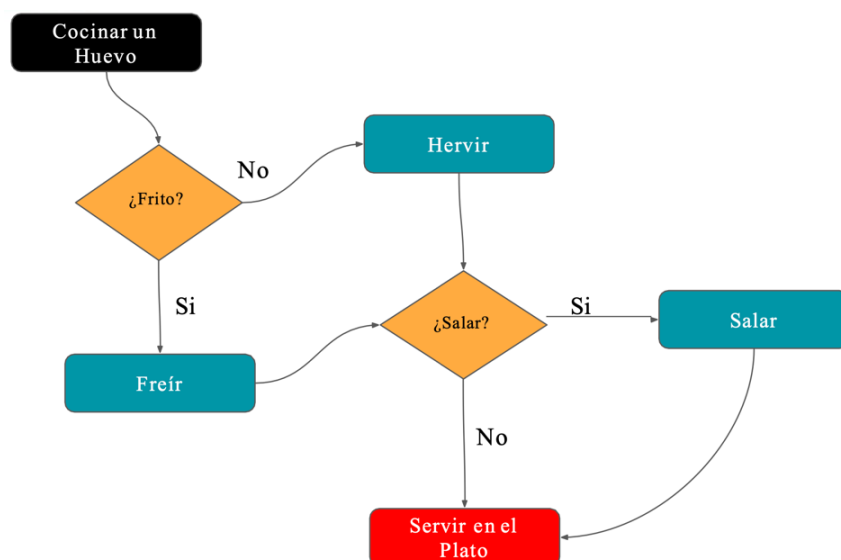 Cocinar un
Huevo
No
Hervir
¿Frito?
Si
¿Salar?
Si
Salar
Freír
No
Servir en el
Plato